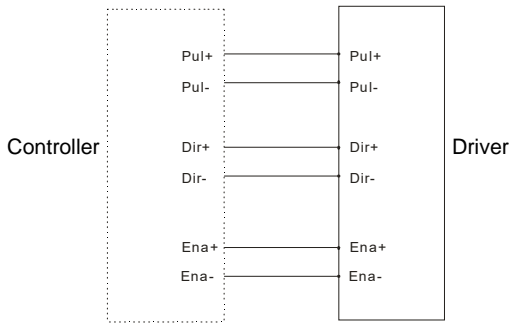 Pul+ Pul+
Pul- Pul-
Controller Dir+ Dir+ Driver
Dir- Dir-
Ena+ Ena+
Ena- Ena-